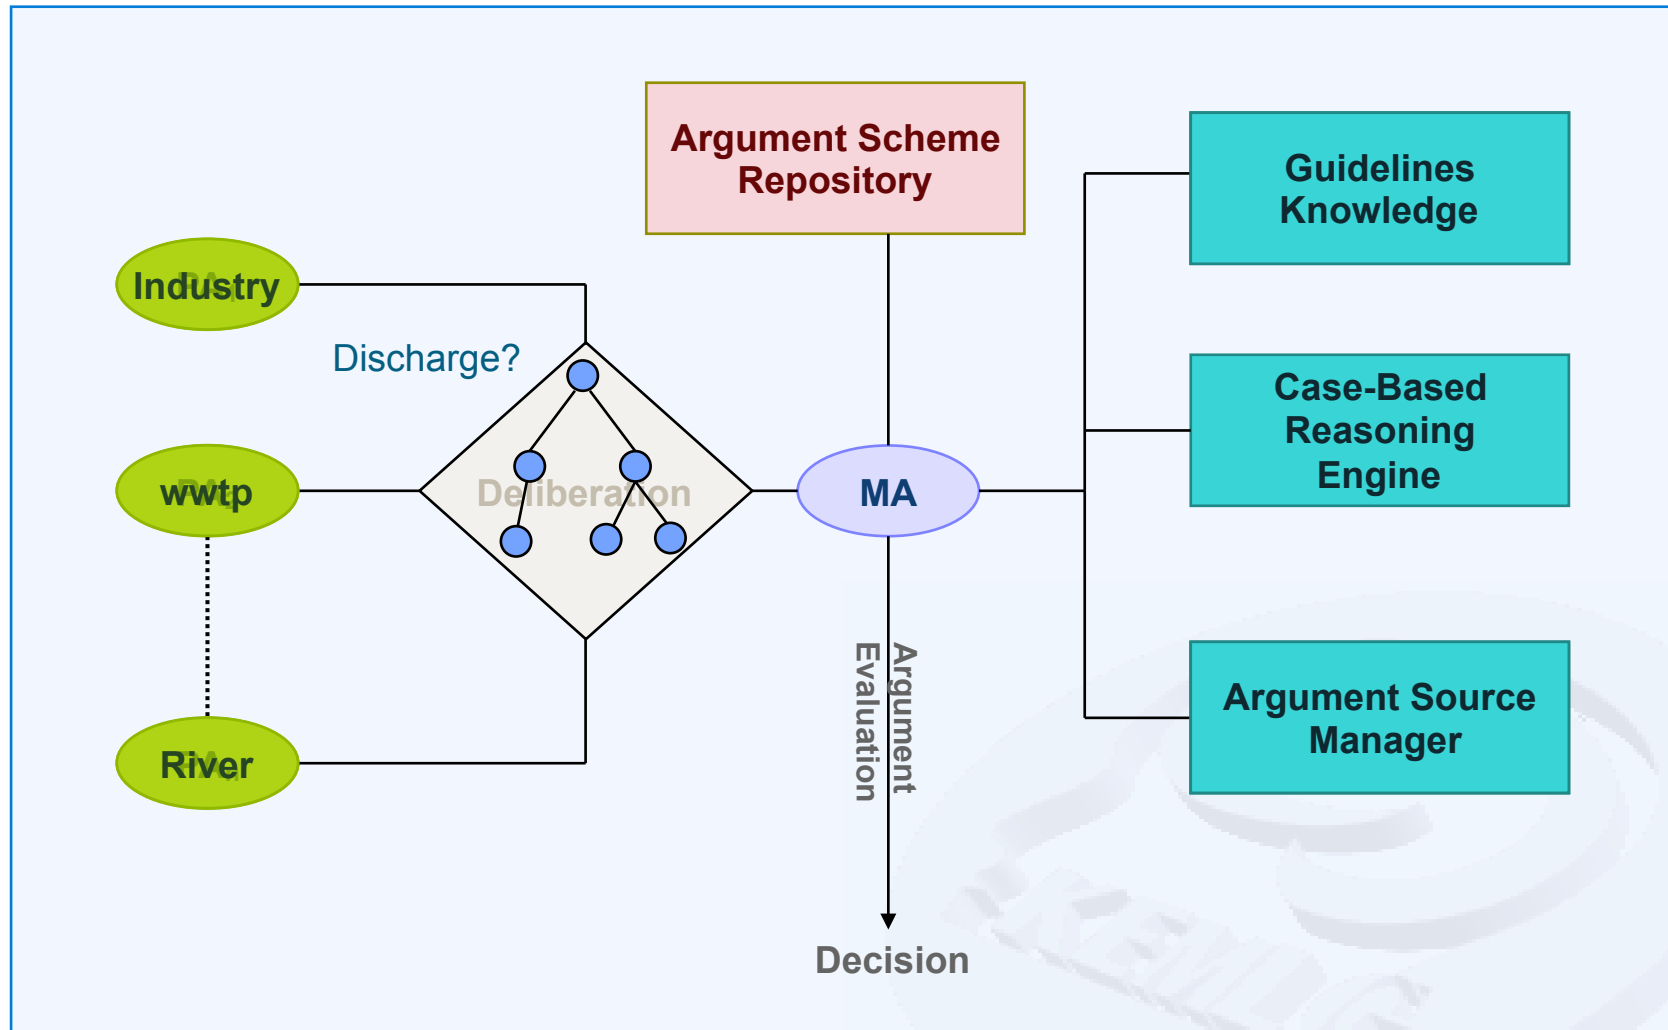 Argument Scheme
Repository
Guidelines
Knowledge
Industry
Discharge?
Case-Based
Reasoning
Engine
wwtp
Deliberation
MA
Argument
Evaluation
Argument Source
Manager
River
Decision